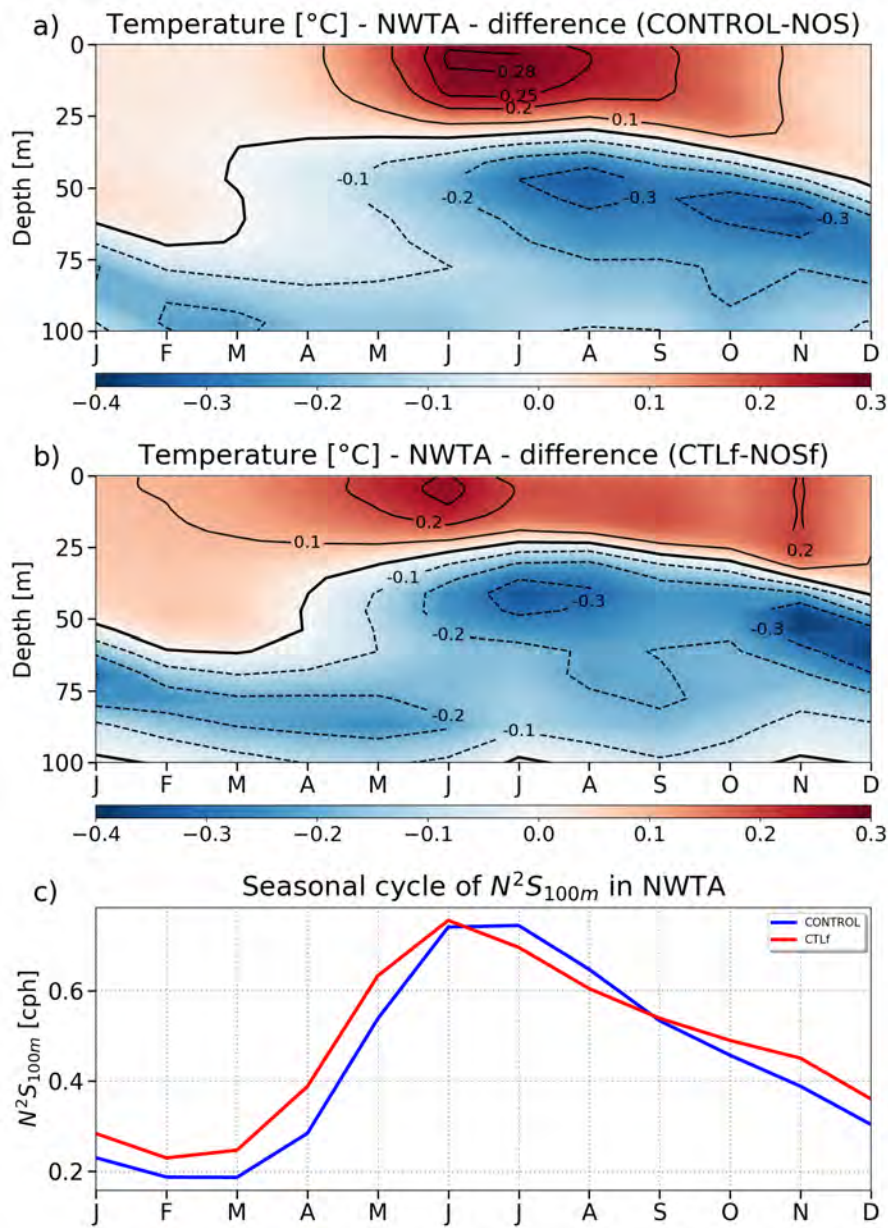 a) Temperature [°C] - NWTA - difference (CONTROL-NOS)
0
25
50
75
100
Depth [m]
0.28
0.25
0.2
0.1
-0.1
-0.2
-0.3
-0.3
J F M A M J J A S O N D
−0.4 −0.3 −0.2 −0.1 0.0 0.1 0.2 0.3
b) Temperature [°C] - NWTA - difference (CTLf-NOSf)
0
25
50
75
100
Depth [m]
0.2
0.1
0.2
-0.1
-0.3
-0.2
-0.3
-0.2
-0.1
J F M A M J J A S O N D
−0.4 −0.3 −0.2 −0.1 0.0 0.1 0.2 0.3
c) Seasonal cycle of N²S₁₀₀ₘ in NWTA
CONTROL
CTLf
0.6
0.4
0.2
N²S₁₀₀ₘ [cph]
J F M A M J J A S O N D